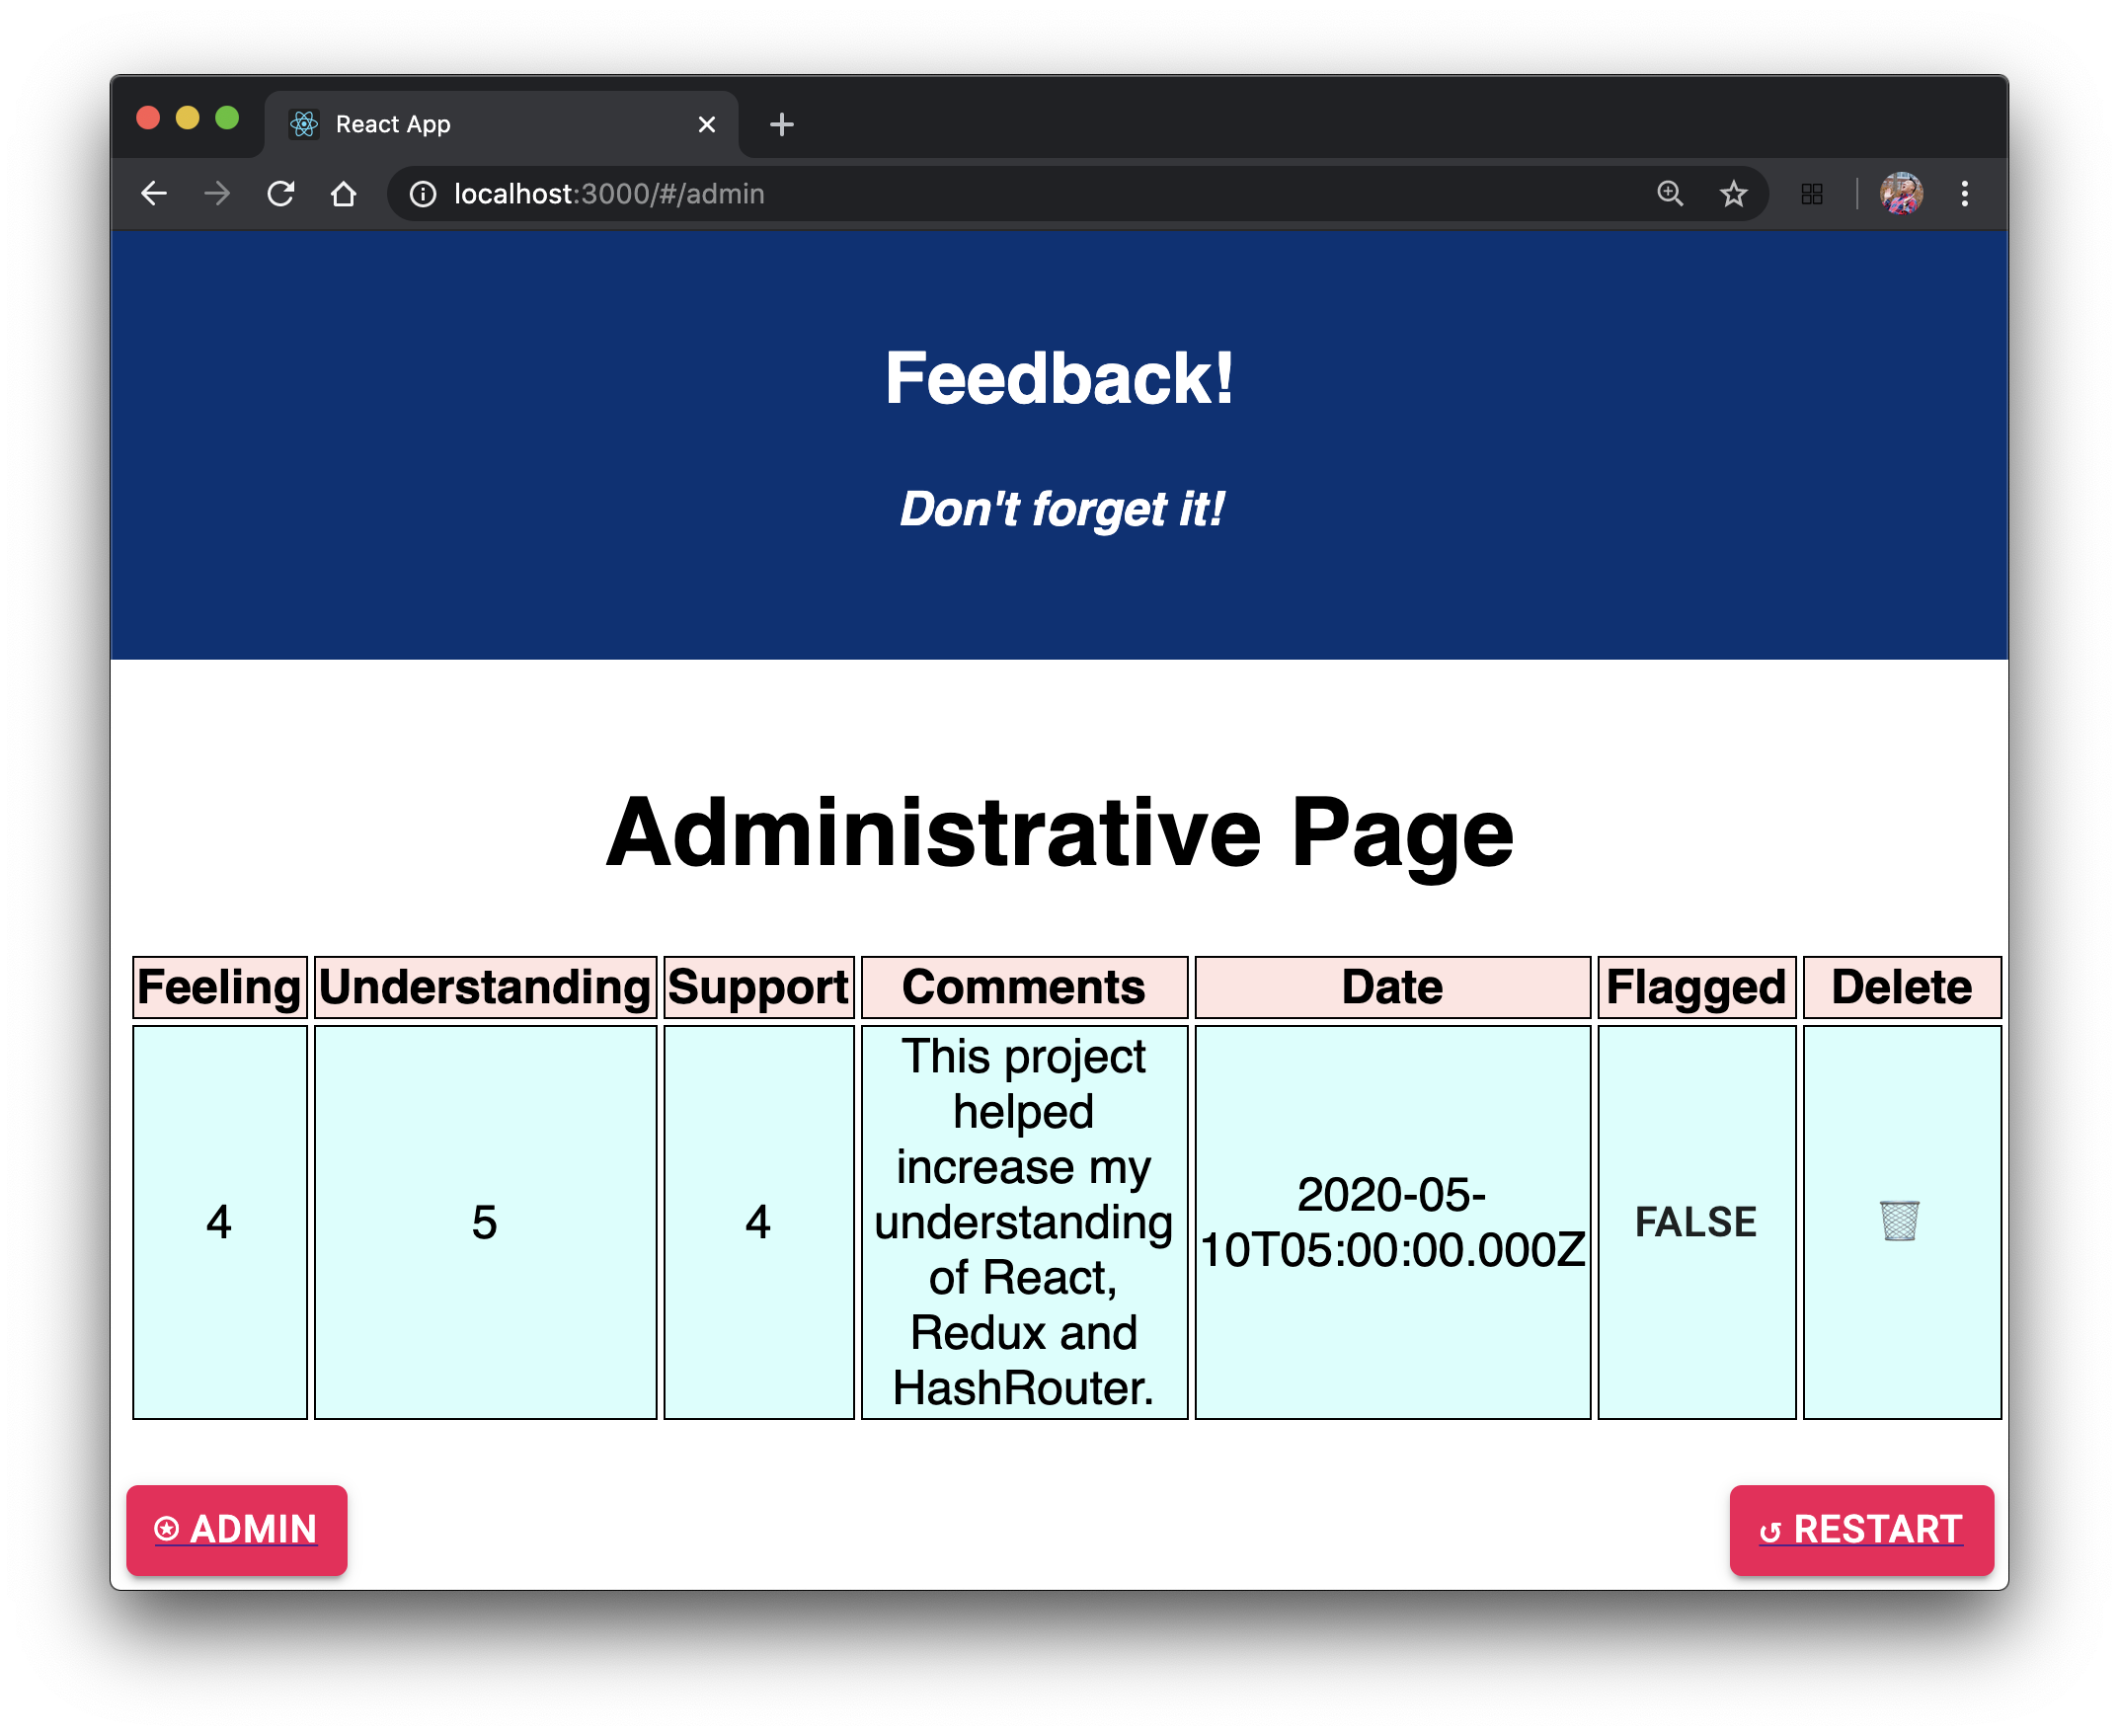 React App
localhost:3000/#/admin
Feedback!
Don't forget it!
Administrative Page
Feeling Understanding Support Comments Date Flagged Delete
4 5 4
This project
helped
increase my
understanding
of React,
Redux and
HashRouter.
2020-05-
10T05:00:00.000Z
FALSE
ADMIN
RESTART